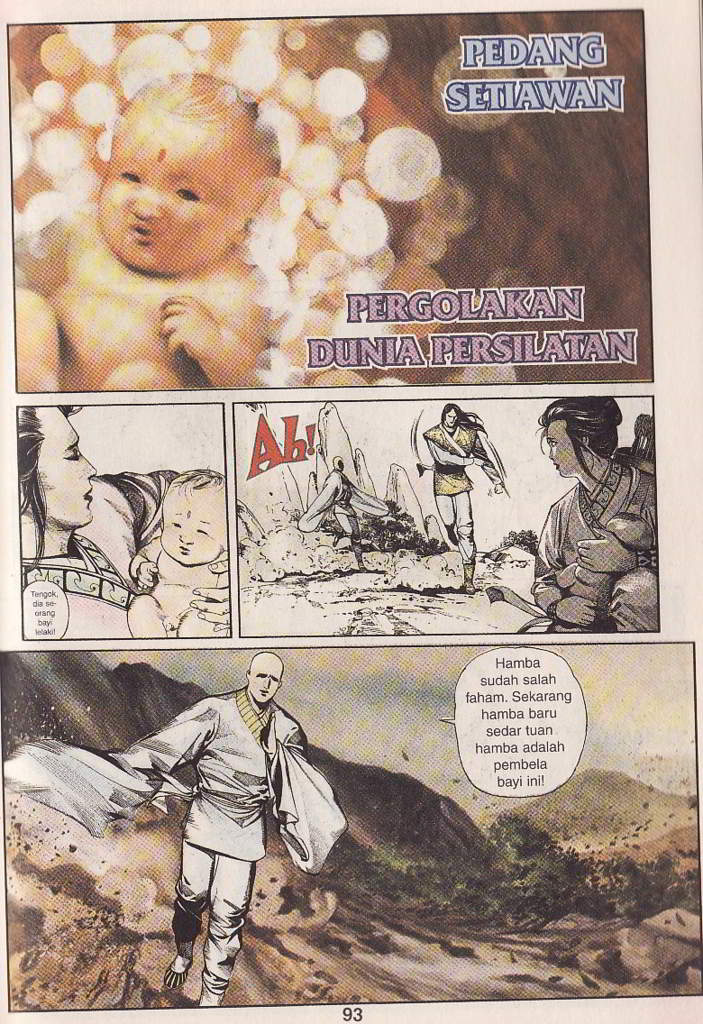 PEDANG
SETIAWAN
PERGOLAKAN
DUNIA PERSILATAN
Tengok,
dia se-
orang
bayi
lelaki!
Ah!
Hamba
sudah salah
faham. Sekarang
hamba baru
sedar tuan
hamba adalah
pembela
bayi ini!
93